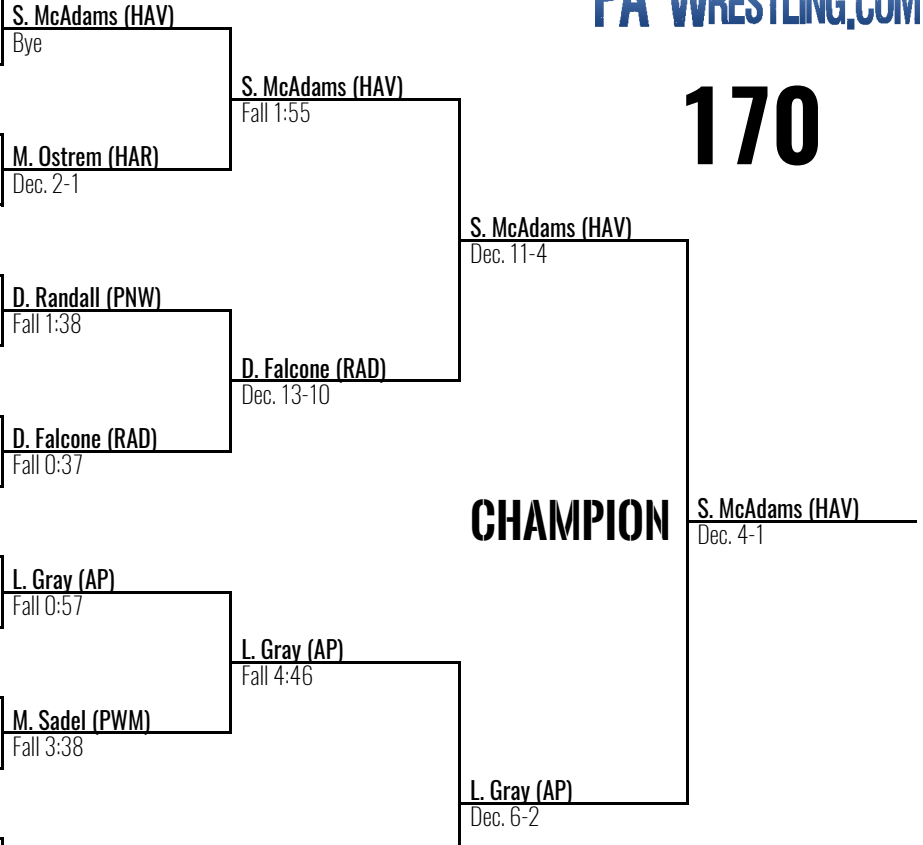 PA WRESTLING.COM
170
S. McAdams (HAV)
Bye
S. McAdams (HAV)
Fall 1:55
M. Ostrem (HAR)
Dec. 2-1
S. McAdams (HAV)
Dec. 11-4
D. Randall (PNW)
Fall 1:38
D. Falcone (RAD)
Dec. 13-10
D. Falcone (RAD)
Fall 0:37
CHAMPION
S. McAdams (HAV)
Dec. 4-1
L. Gray (AP)
Fall 0:57
L. Gray (AP)
Fall 4:46
M. Sadel (PWM)
Fall 3:38
L. Gray (AP)
Dec. 6-2